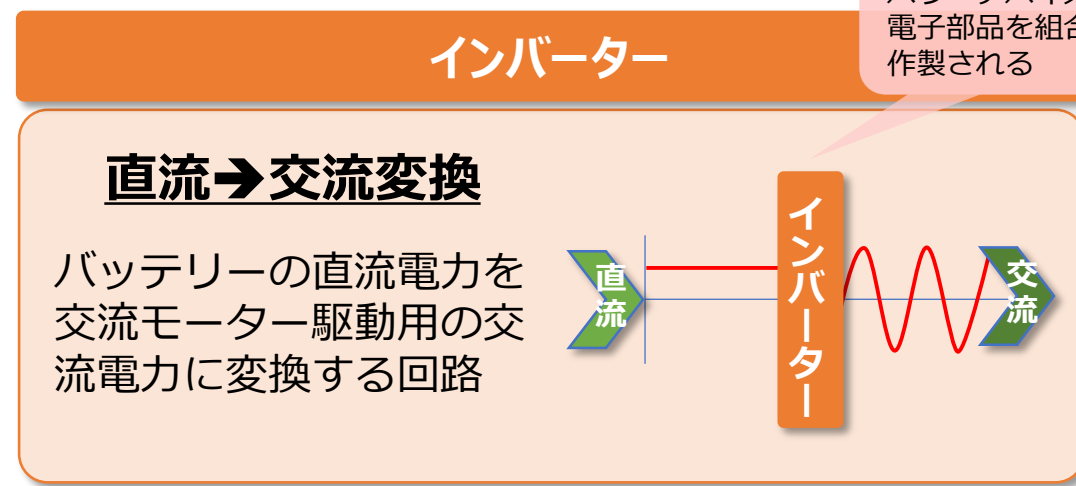 インバーター
電子部品を組合
作製される
直流➔交流変換
バッテリーの直流電力を
交流モーター駆動用の交
流電力に変換する回路
直流
インバーター
交流